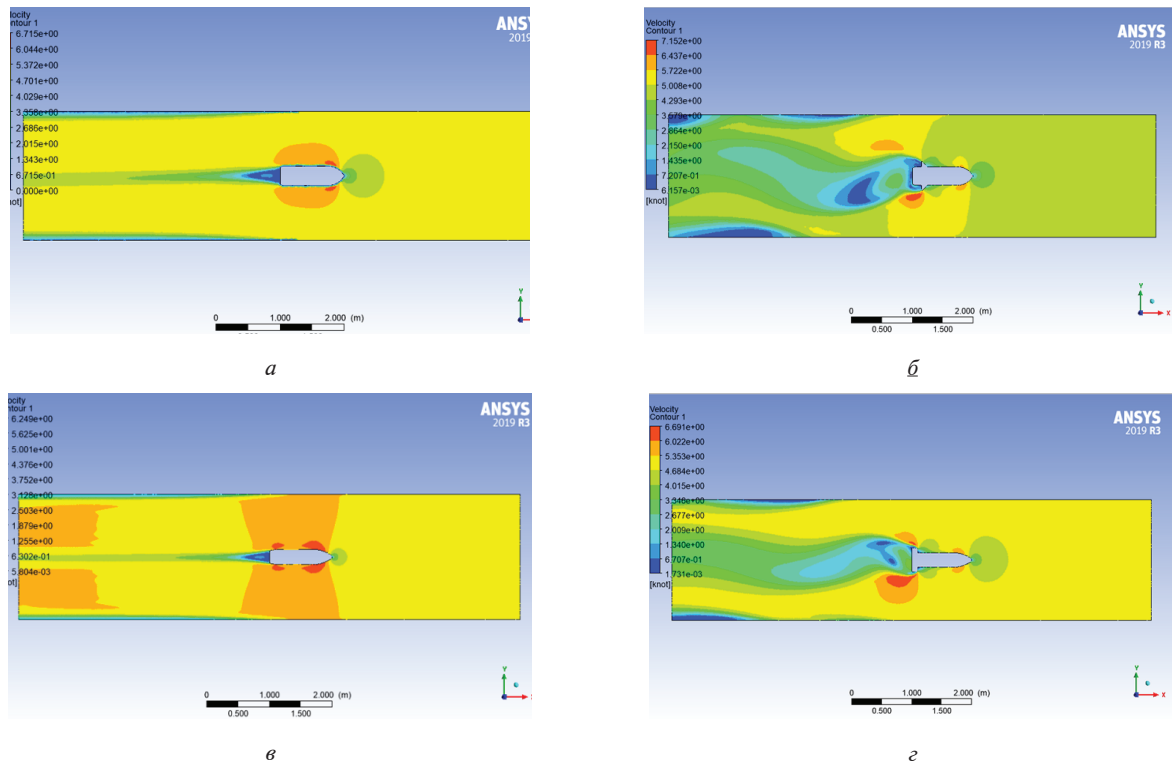 locity
ntour 1
6.715e+00
6.044e+00
5.372e+00
4.701e+00
4.029e+00
3.358e+00
2.686e+00
2.015e+00
1.343e+00
6.715e-01
0.000e+00
not]
ANSY
2019
0 1.000 2.000 (m)
Y
а
Velocity
Contour 1
7.152e+00
6.437e+00
5.722e+00
5.008e+00
4.293e+00
3.579e+00
2.864e+00
2.150e+00
1.435e+00
7.207e-01
6.157e-03
[knot]
ANSYS
2019 R3
0 1.000 2.000 (m)
0.500 1.500
Y
X
б
ocity
tour 1
6.249e+00
5.625e+00
5.001e+00
4.376e+00
3.752e+00
3.128e+00
2.503e+00
1.879e+00
1.255e+00
6.302e-01
5.804e-03
ot]
ANSYS
2019 R3
0 1.000 2.000 (m)
0.500 1.500
Y
в
Velocity
Contour 1
6.691e+00
6.022e+00
5.353e+00
4.684e+00
4.015e+00
3.346e+00
2.677e+00
2.009e+00
1.340e+00
6.707e-01
1.731e-03
[knot]
ANSYS
2019 R3
0 1.000 2.000 (m)
0.500 1.500
Y
X
г